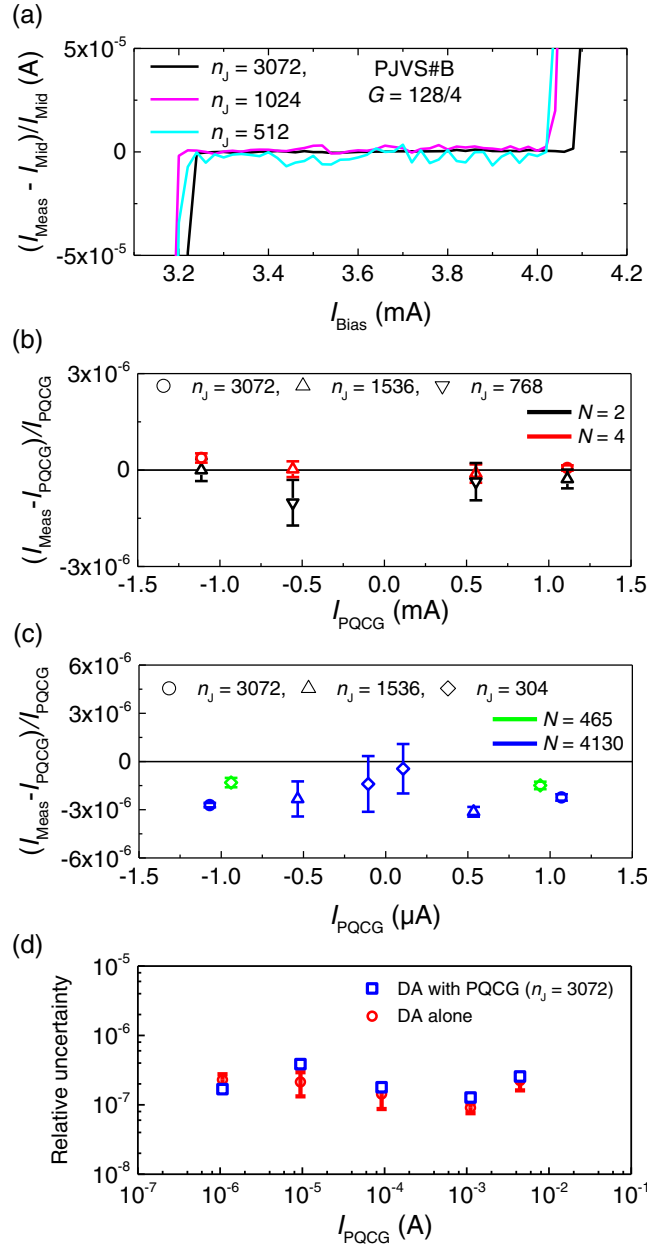 (a)
5x10⁻⁵
0
-5x10⁻⁵
(I_Meas - I_Mid)/I_Mid (A)
n_J = 3072,
n_J = 1024
n_J = 512
PJVS#B
G = 128/4
3.2 3.4 3.6 3.8 4.0 4.2
I_Bias (mA)
(b)
3x10⁻⁶
0
-3x10⁻⁶
(I_Meas-I_PQCG)/I_PQCG
n_J = 3072, n_J = 1536, n_J = 768
N = 2
N = 4
-1.5 -1.0 -0.5 0.0 0.5 1.0 1.5
I_PQCG (mA)
(c)
6x10⁻⁶
3x10⁻⁶
0
-3x10⁻⁶
-6x10⁻⁶
(I_Meas-I_PQCG)/I_PQCG
n_J = 3072, n_J = 1536, n_J = 304
N = 465
N = 4130
-1.5 -1.0 -0.5 0.0 0.5 1.0 1.5
I_PQCG (µA)
(d)
10⁻⁵
10⁻⁶
10⁻⁷
10⁻⁸
Relative uncertainty
DA with PQCG (n_J = 3072)
DA alone
10⁻⁷ 10⁻⁶ 10⁻⁵ 10⁻⁴ 10⁻³ 10⁻² 10⁻¹
I_PQCG (A)